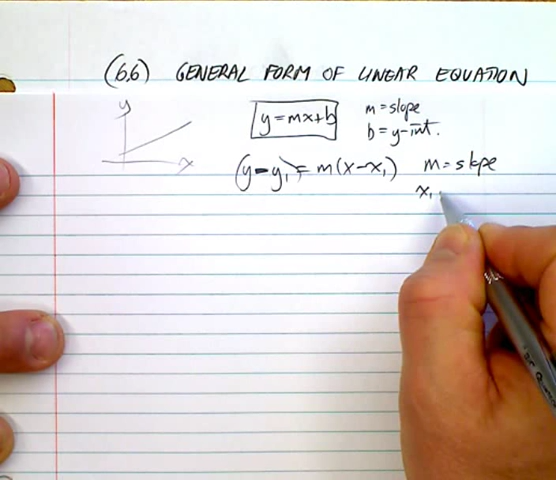 (6.6) GENERAL FORM OF LINEAR EQUATION
y
y = mx + b
m = slope
b = y-int.
x
(y - y₁) = m(x - x₁)
m = slope
x₁,